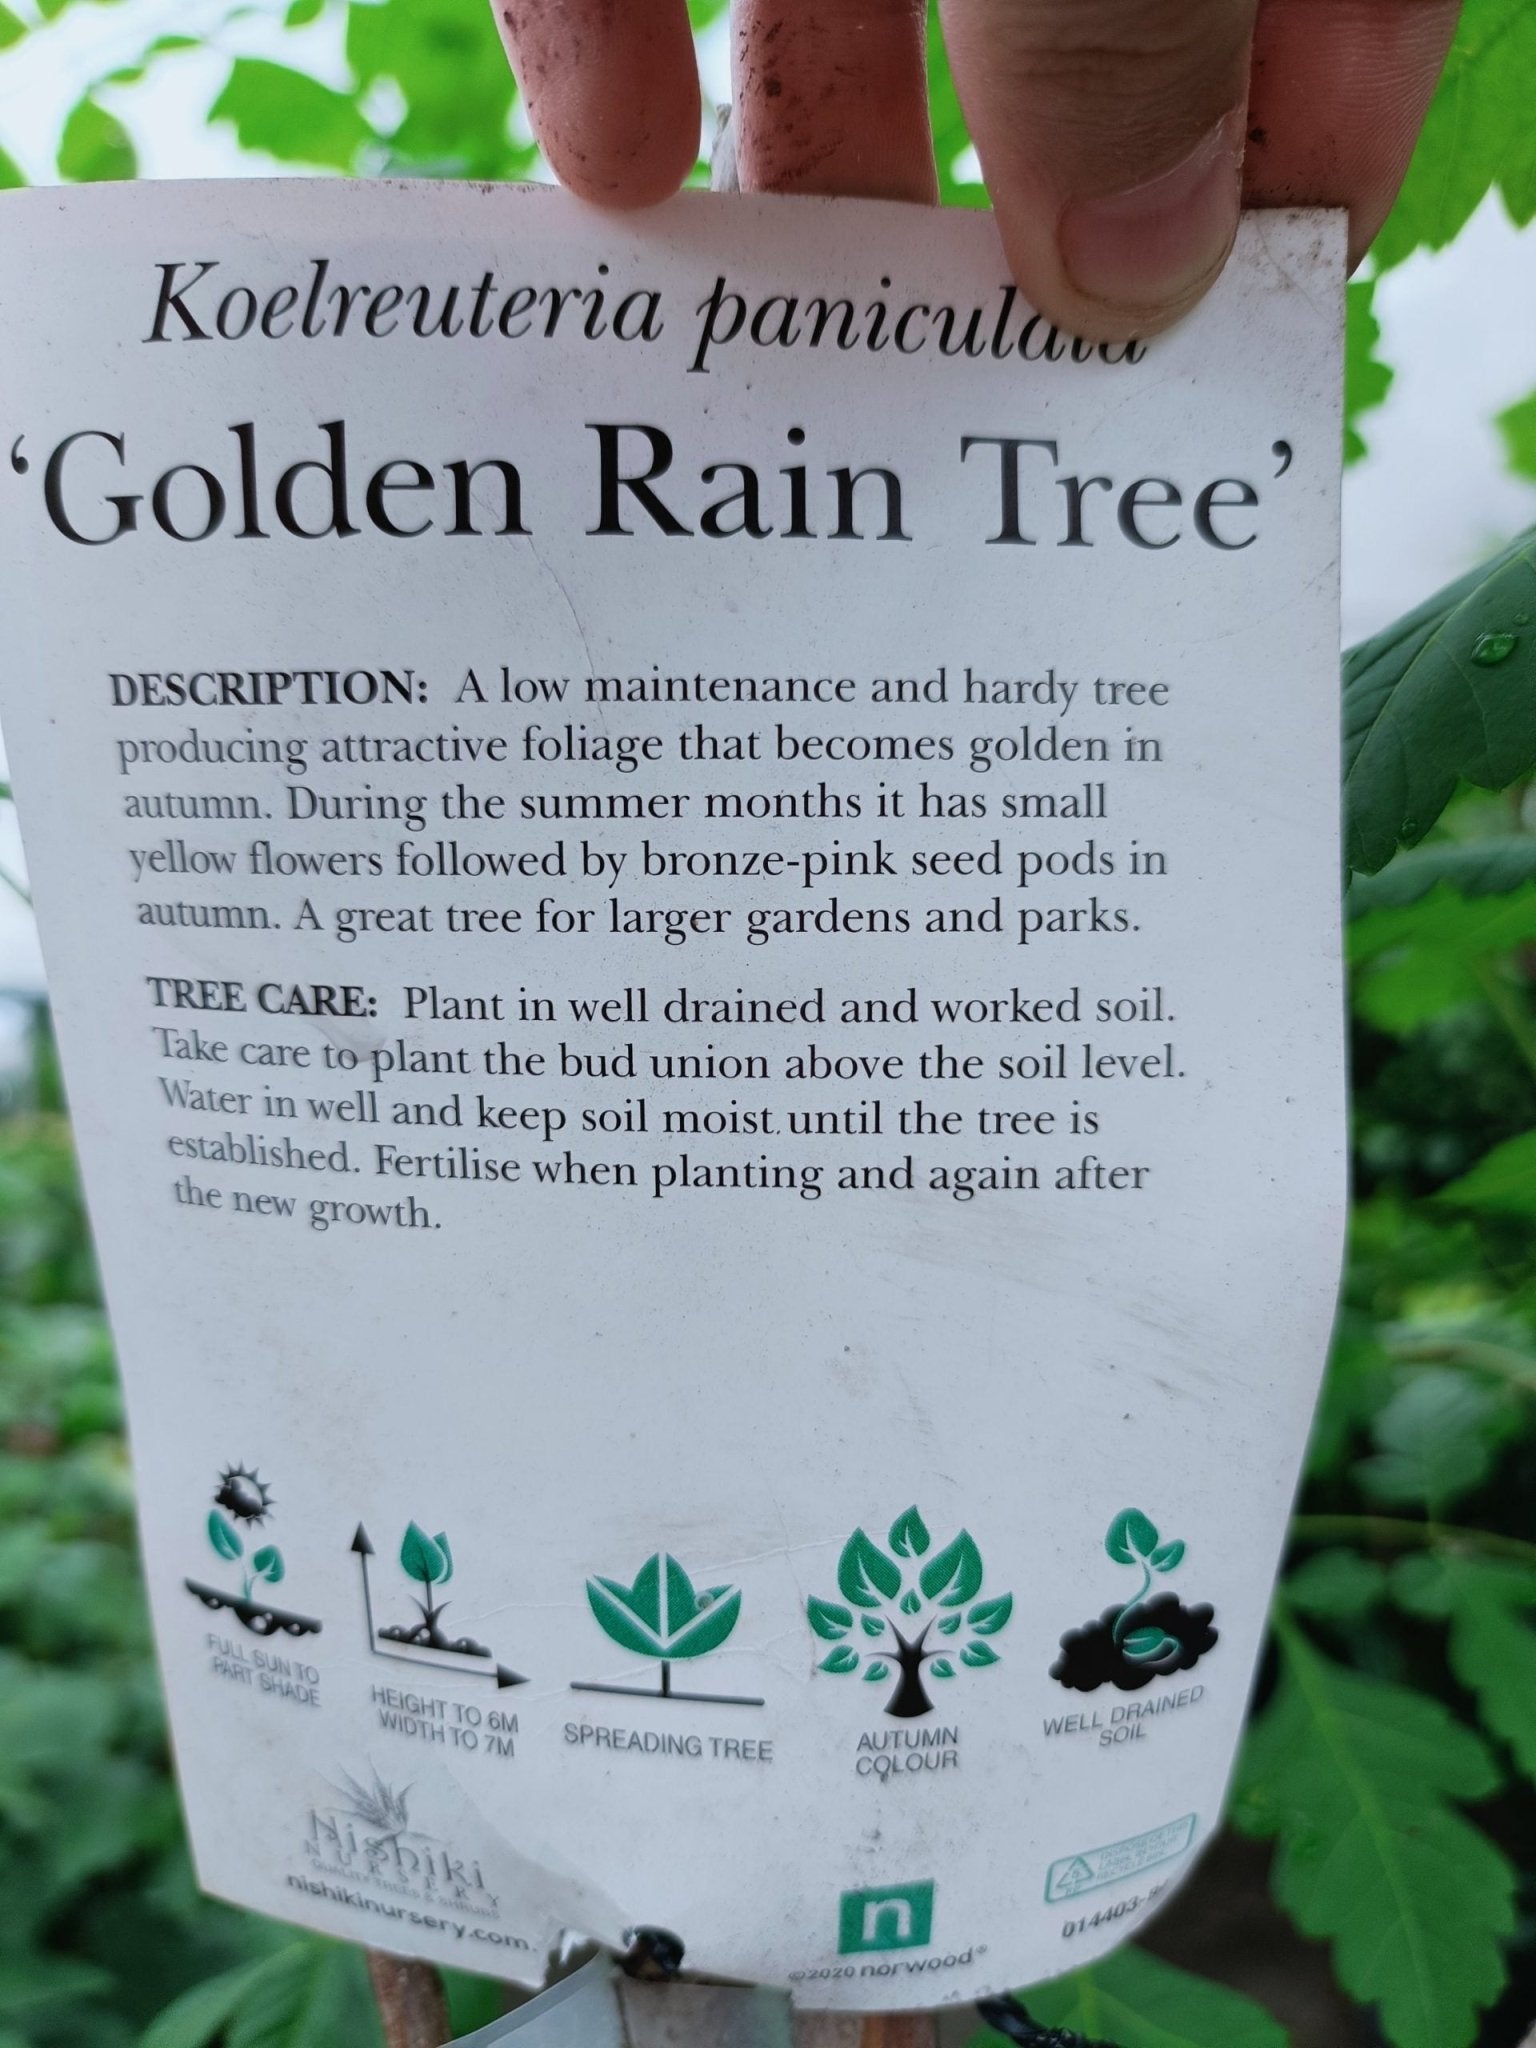 Koelreuteria paniculata
‘Golden Rain Tree’
DESCRIPTION: A low maintenance and hardy tree
producing attractive foliage that becomes golden in
autumn. During the summer months it has small
yellow flowers followed by bronze-pink seed pods in
autumn. A great tree for larger gardens and parks.
TREE CARE: Plant in well drained and worked soil.
Take care to plant the bud union above the soil level.
Water in well and keep soil moist until the tree is
established. Fertilise when planting and again after
the new growth.
FULL SUN TO
PART SHADE
HEIGHT TO 6M
WIDTH TO 7M
SPREADING TREE
AUTUMN
COLOUR
WELL DRAINED
SOIL
Nishiki
NURSERY
QUALITY TREES & SHRUBS
nishikinursery.com.
n
©2020 norwood®
014403-